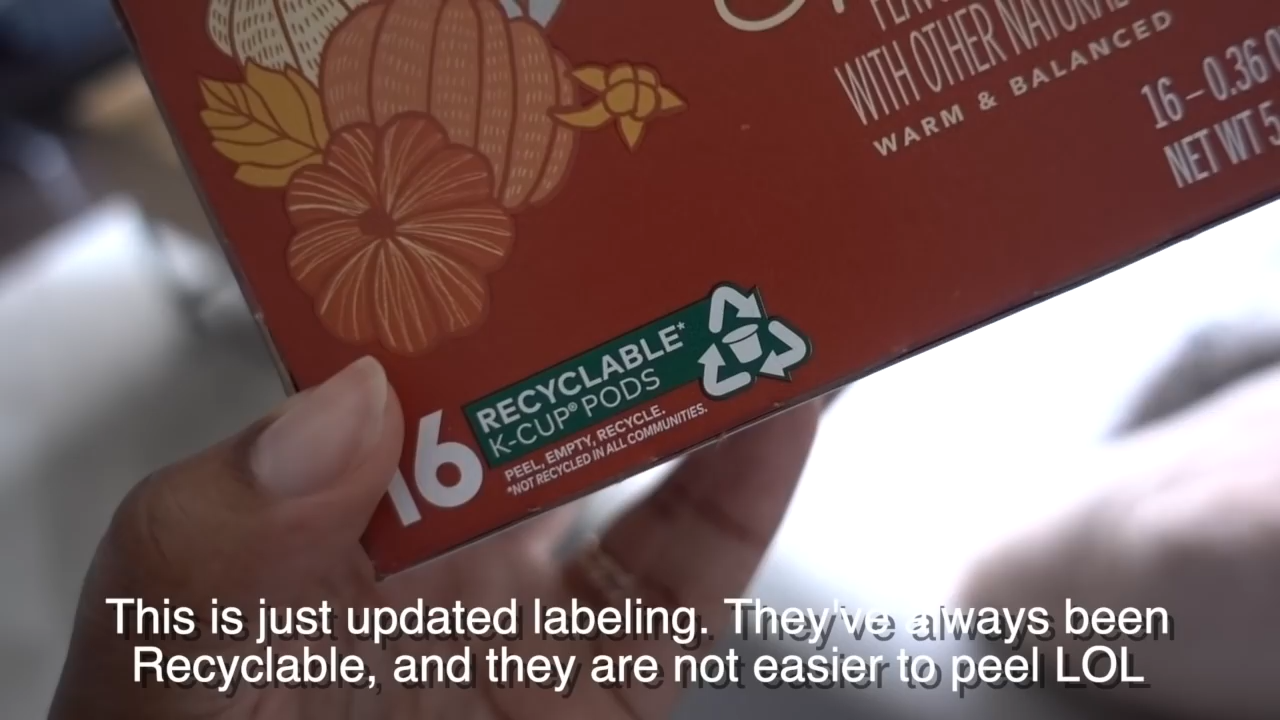 WITH OTHER NATURAL
WARM & BALANCED
16 – 0.36
NET WT 5
RECYCLABLE*
K-CUP® PODS
16
PEEL, EMPTY, RECYCLE.
*NOT RECYCLED IN ALL COMMUNITIES.
This is just updated labeling. They've always been
Recyclable, and they are not easier to peel LOL